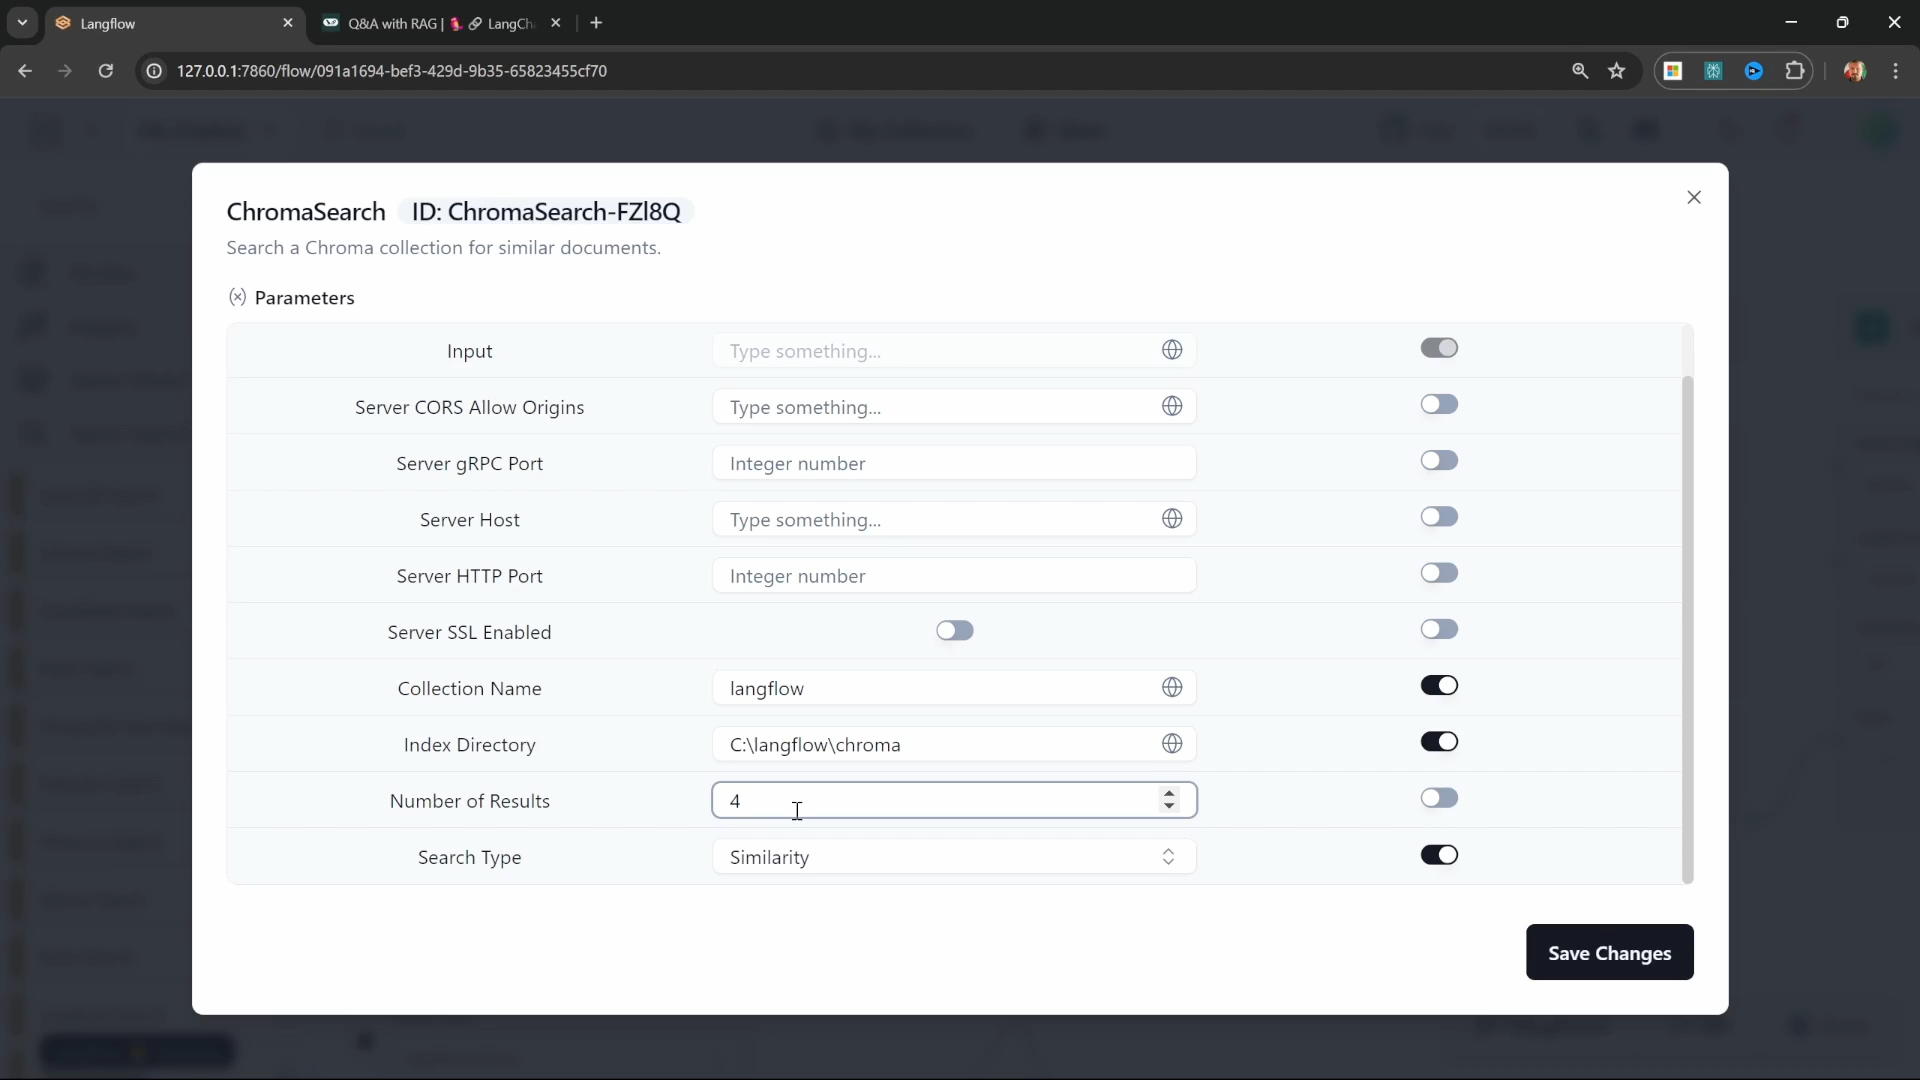 Langflow
Q&A with RAG | 🦜🔗 LangCh
127.0.0.1:7860/flow/091a1694-bef3-429d-9b35-65823455cf70
ChromaSearch ID: ChromaSearch-FZl8Q
Search a Chroma collection for similar documents.
Parameters
Input Type something...
Server CORS Allow Origins Type something...
Server gRPC Port Integer number
Server Host Type something...
Server HTTP Port Integer number
Server SSL Enabled
Collection Name langflow
Index Directory C:\langflow\chroma
Number of Results 4
Search Type Similarity
Save Changes